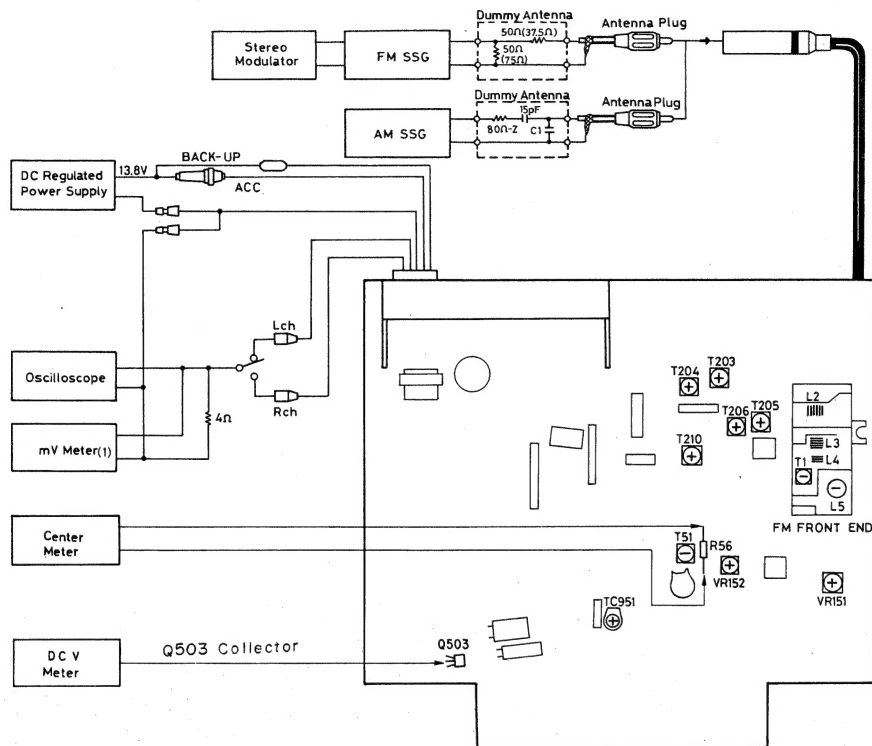 Dummy Antenna
Antenna Plug
50Ω(37.5Ω)
50Ω
(75Ω)
Stereo
Modulator
FM SSG
Dummy Antenna
15pF
80Ω-Z
C1
Antenna Plug
AM SSG
BACK-UP
13.8V
DC Regulated
Power Supply
ACC
Lch
Rch
Oscilloscope
4Ω
mV Meter(1)
T203
T204
T206
T205
T210
L2
L3
L4
T1
L5
FM FRONT END
Center
Meter
T51
R56
VR152
VR151
TC951
Q503
Q503 Collector
DC V
Meter